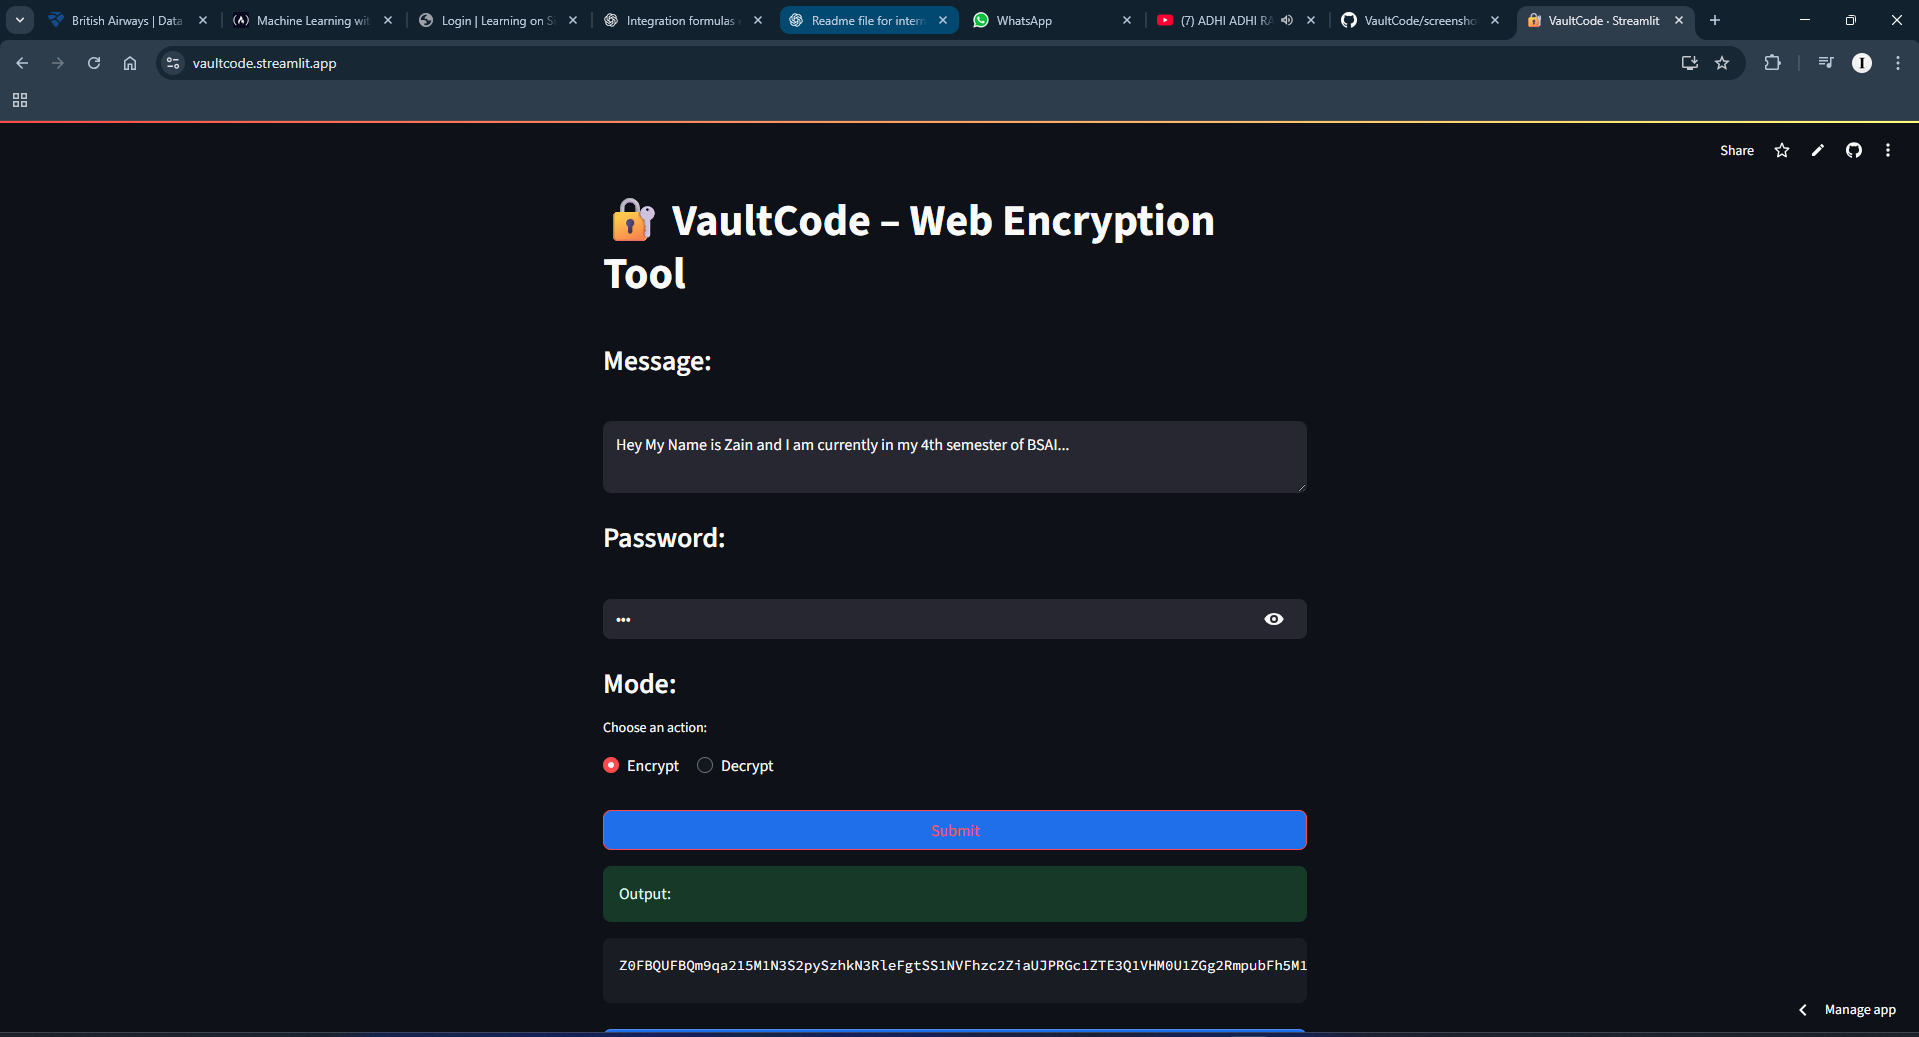 British Airways | Data
Machine Learning wit
Login | Learning on S
Integration formulas
Readme file for intern
WhatsApp
(7) ADHI ADHI RA
VaultCode/screensho
VaultCode · Streamlit
vaultcode.streamlit.app
I
Share
VaultCode – Web Encryption
Tool
Message:
Hey My Name is Zain and I am currently in my 4th semester of BSAI...
Password:
•••
Mode:
Choose an action:
Encrypt
Decrypt
Submit
Output:
Z0FBQUFBQm9qa215M1N3S2pySzhkN3RleFgtSS1NVFhzc2ZiaUJPRGc1ZTE3Q1VHM0U1ZGg2RmpubFh5M1
Manage app